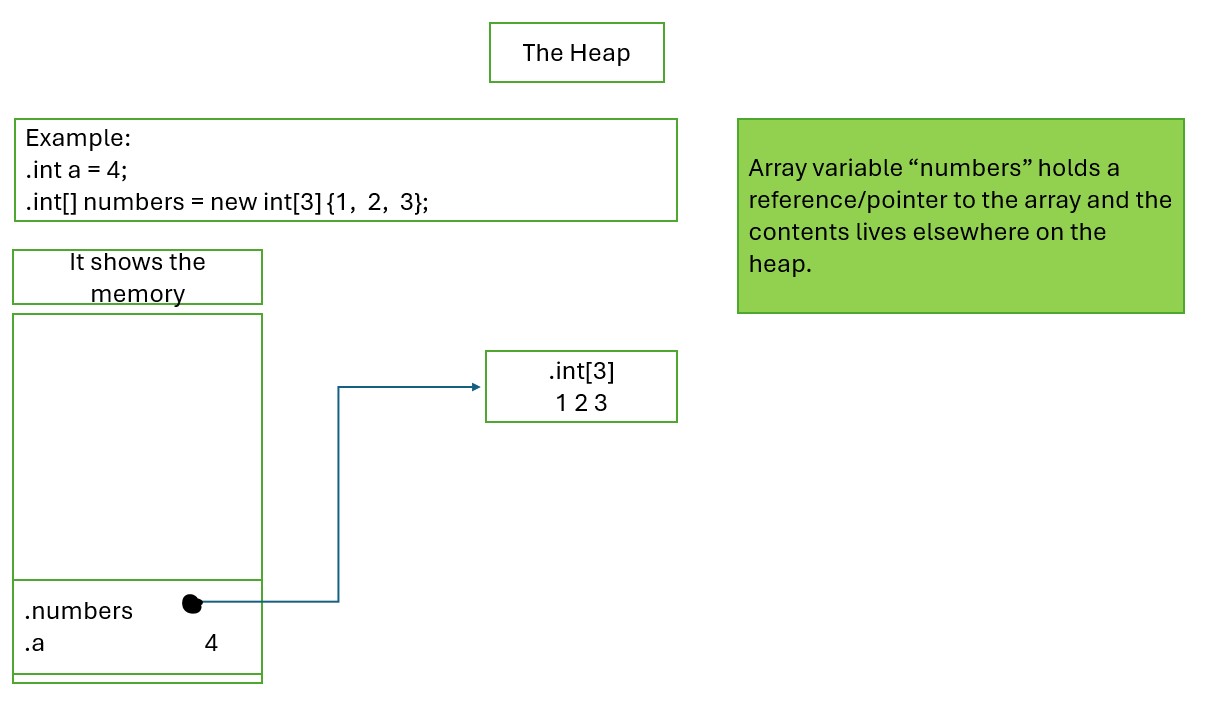 The Heap
Example:
.int a = 4;
.int[] numbers = new int[3] {1,  2,  3};
Array variable “numbers” holds a
reference/pointer to the array and the
contents lives elsewhere on the
heap.
It shows the
memory
.int[3]
1 2 3
.numbers
.a 4